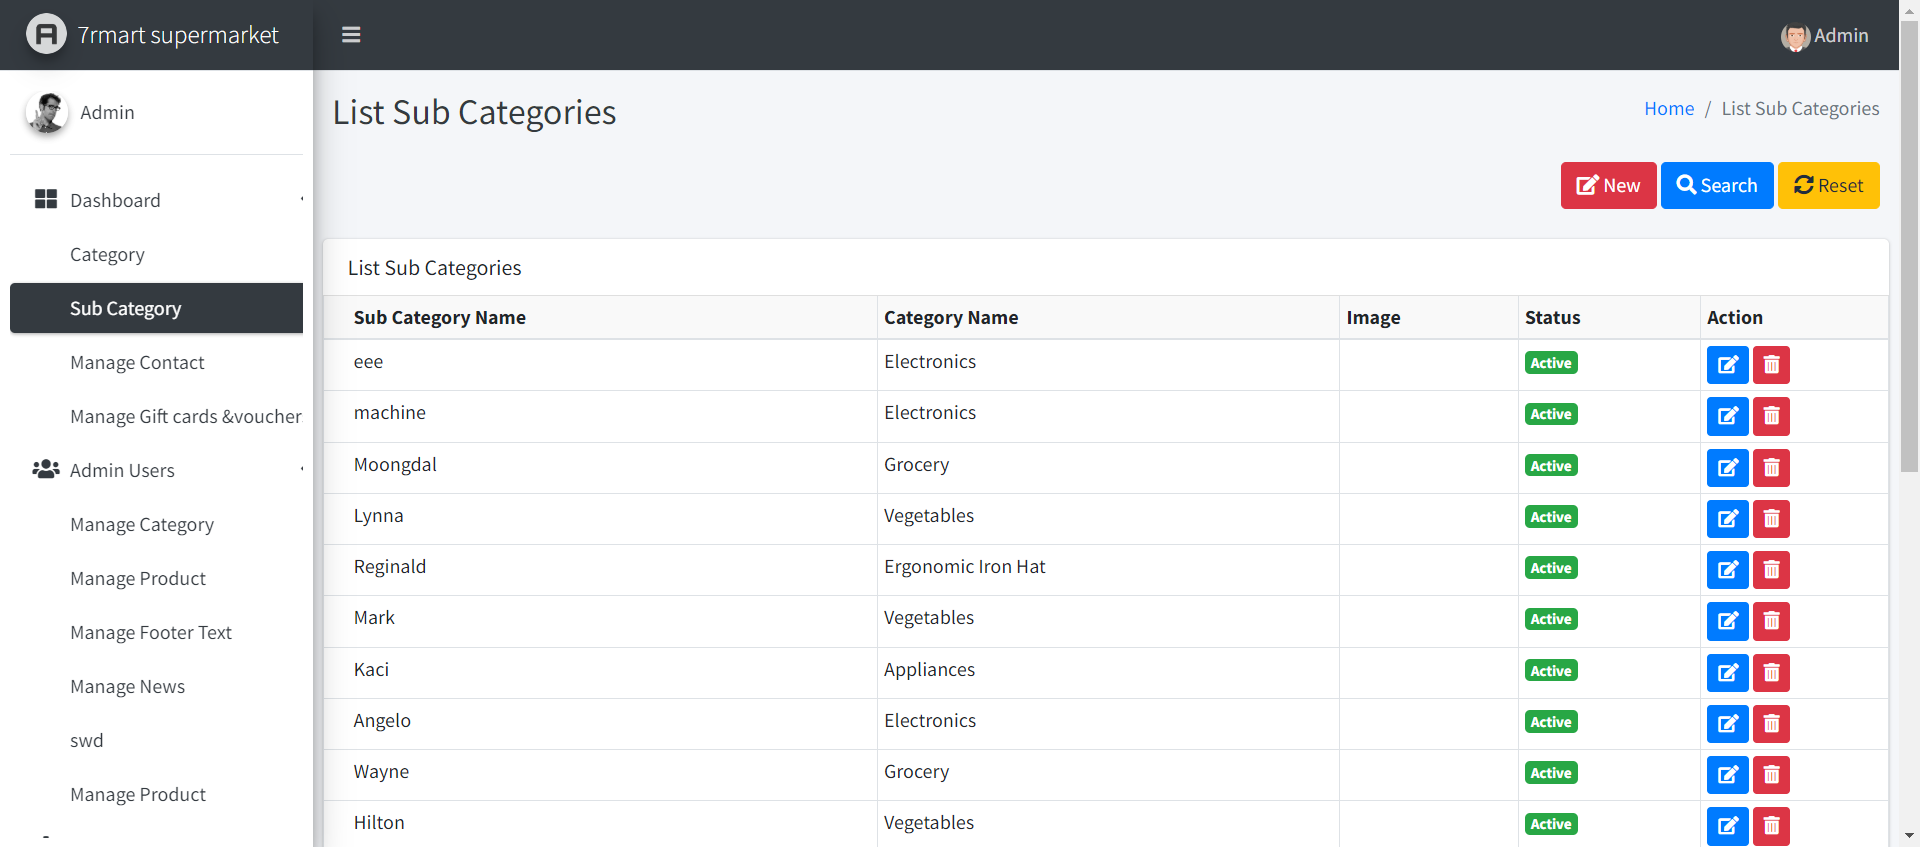 7rmart supermarket
Admin
Admin
Dashboard
Category
Sub Category
Manage Contact
Manage Gift cards &voucher
Admin Users
Manage Category
Manage Product
Manage Footer Text
Manage News
swd
Manage Product
List Sub Categories
Home / List Sub Categories
New Search Reset
List Sub Categories
Sub Category Name Category Name Image Status Action
eee Electronics Active
machine Electronics Active
Moongdal Grocery Active
Lynna Vegetables Active
Reginald Ergonomic Iron Hat Active
Mark Vegetables Active
Kaci Appliances Active
Angelo Electronics Active
Wayne Grocery Active
Hilton Vegetables Active